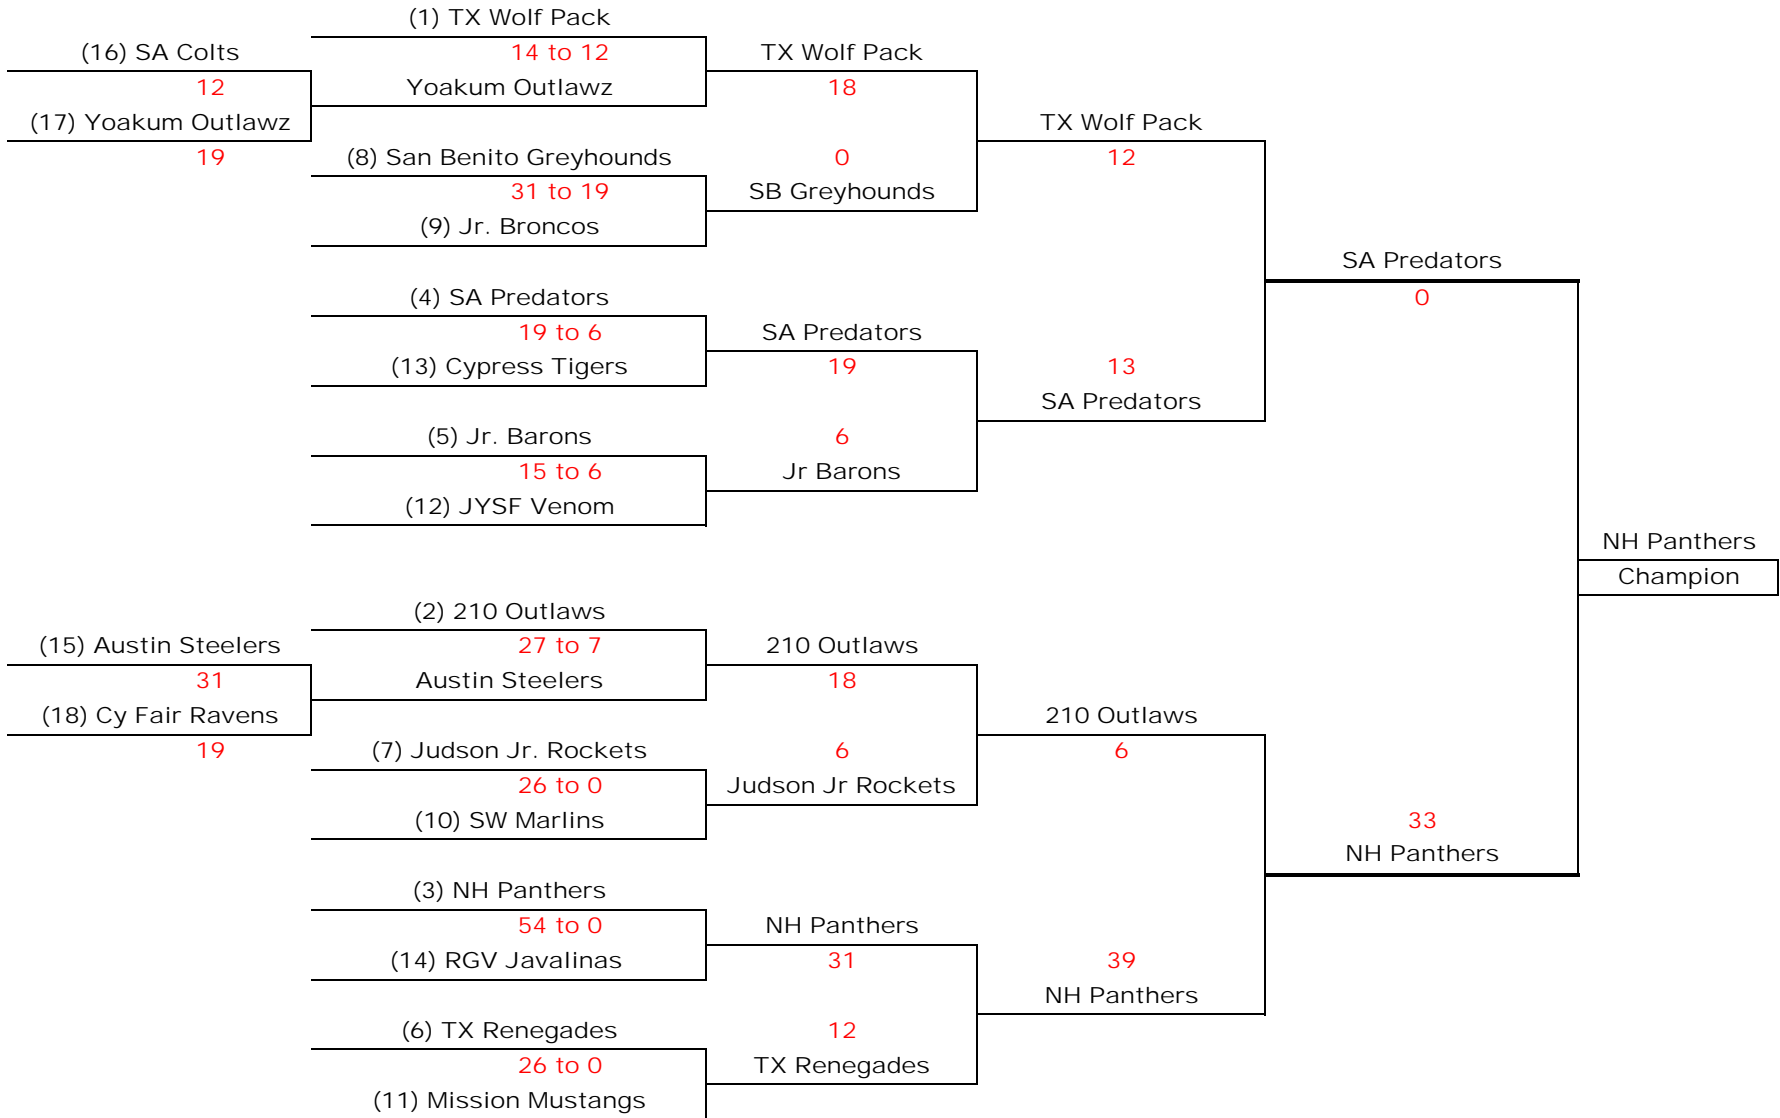 (1) TX Wolf Pack
(16) SA Colts
14 to 12
TX Wolf Pack
12
Yoakum Outlawz
18
(17) Yoakum Outlawz
TX Wolf Pack
19
(8) San Benito Greyhounds
0
12
31 to 19
SB Greyhounds
(9) Jr. Broncos
SA Predators
(4) SA Predators
0
19 to 6
SA Predators
(13) Cypress Tigers
19
13
SA Predators
(5) Jr. Barons
6
15 to 6
Jr Barons
(12) JYSF Venom
NH Panthers
Champion
(2) 210 Outlaws
(15) Austin Steelers
27 to 7
210 Outlaws
31
Austin Steelers
18
(18) Cy Fair Ravens
210 Outlaws
19
(7) Judson Jr. Rockets
6
6
26 to 0
Judson Jr Rockets
(10) SW Marlins
33
NH Panthers
(3) NH Panthers
54 to 0
NH Panthers
(14) RGV Javalinas
31
39
NH Panthers
(6) TX Renegades
12
26 to 0
TX Renegades
(11) Mission Mustangs